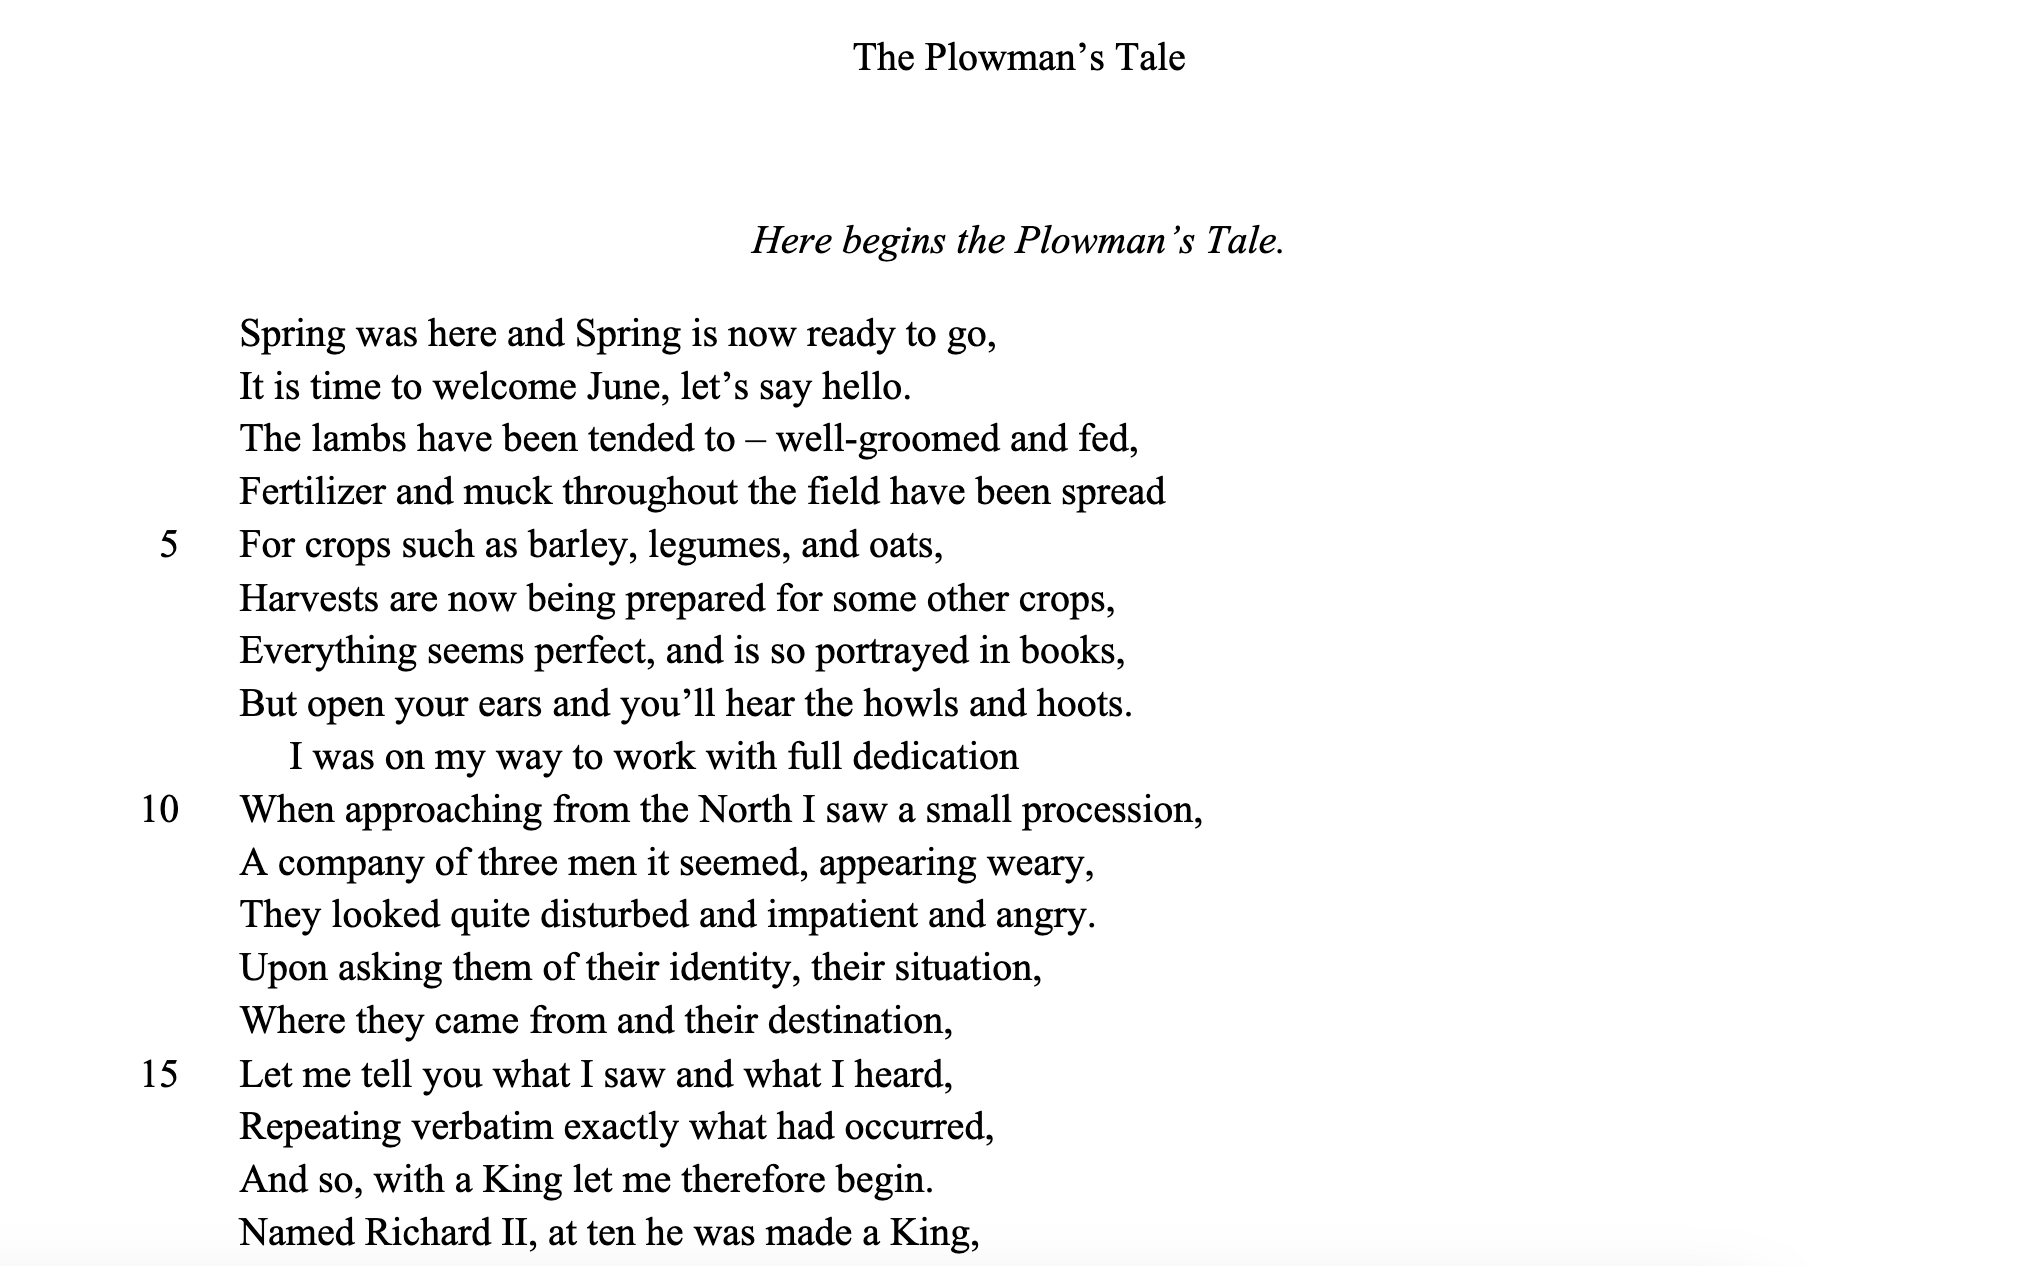 The Plowman’s Tale
Here begins the Plowman’s Tale.
Spring was here and Spring is now ready to go,
It is time to welcome June, let’s say hello.
The lambs have been tended to – well-groomed and fed,
Fertilizer and muck throughout the field have been spread
5 For crops such as barley, legumes, and oats,
Harvests are now being prepared for some other crops,
Everything seems perfect, and is so portrayed in books,
But open your ears and you’ll hear the howls and hoots.
I was on my way to work with full dedication
10 When approaching from the North I saw a small procession,
A company of three men it seemed, appearing weary,
They looked quite disturbed and impatient and angry.
Upon asking them of their identity, their situation,
Where they came from and their destination,
15 Let me tell you what I saw and what I heard,
Repeating verbatim exactly what had occurred,
And so, with a King let me therefore begin.
Named Richard II, at ten he was made a King,